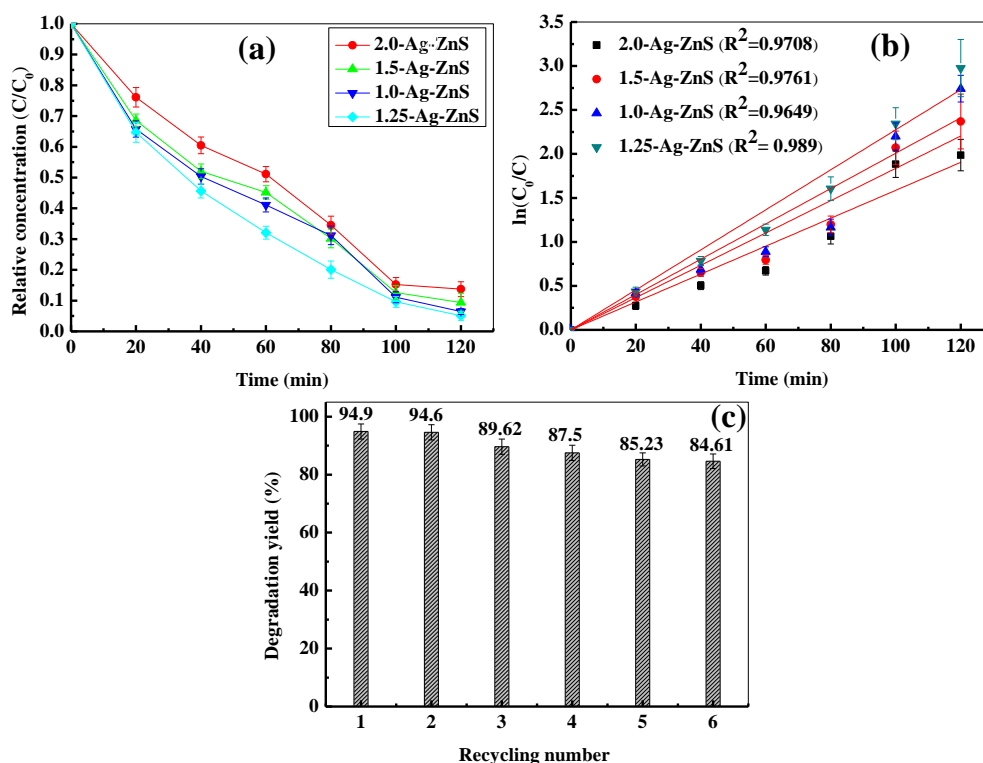 (a)
2.0-Ag-ZnS
1.5-Ag-ZnS
1.0-Ag-ZnS
1.25-Ag-ZnS
1.0
0.9
0.8
0.7
0.6
0.5
0.4
0.3
0.2
0.1
0.0
Relative concentration (C/C₀)
0 20 40 60 80 100 120
Time (min)
(b)
2.0-Ag-ZnS (R²=0.9708)
1.5-Ag-ZnS (R²=0.9761)
1.0-Ag-ZnS (R²=0.9649)
1.25-Ag-ZnS (R²= 0.989)
3.5
3.0
2.5
2.0
1.5
1.0
0.5
0.0
ln(C₀/C)
0 20 40 60 80 100 120
Time (min)
(c)
94.9 94.6 89.62 87.5 85.23 84.61
100
80
60
40
20
0
Degradation yield (%)
1 2 3 4 5 6
Recycling number